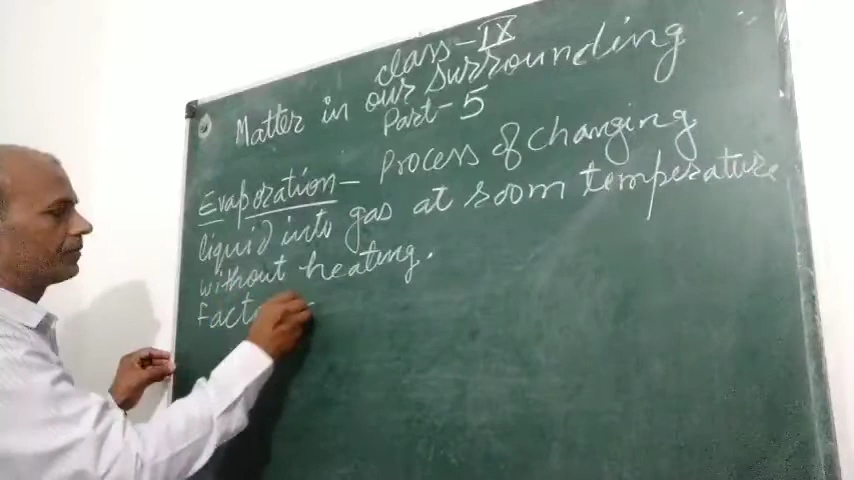 class - IX
Matter in our surrounding
Part - 5
Evaporation - Process of changing
liquid into gas at room temperature
without heating.